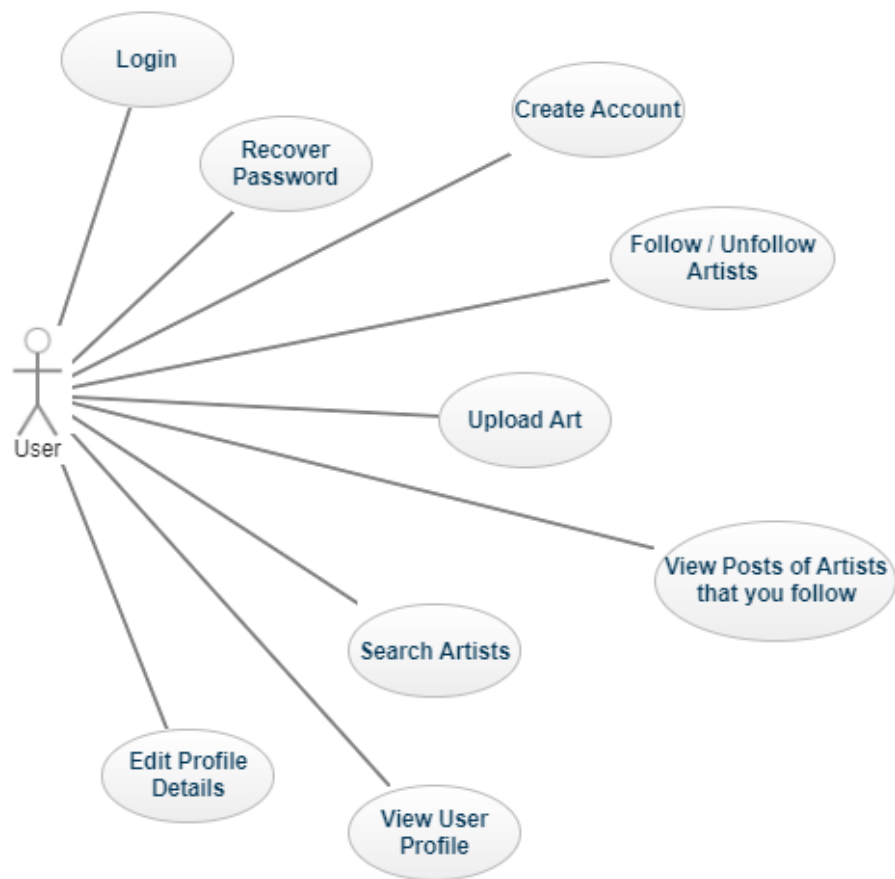 Login
Create Account
Recover
Password
Follow / Unfollow
Artists
Upload Art
User
View Posts of Artists
that you follow
Search Artists
Edit Profile
Details
View User
Profile